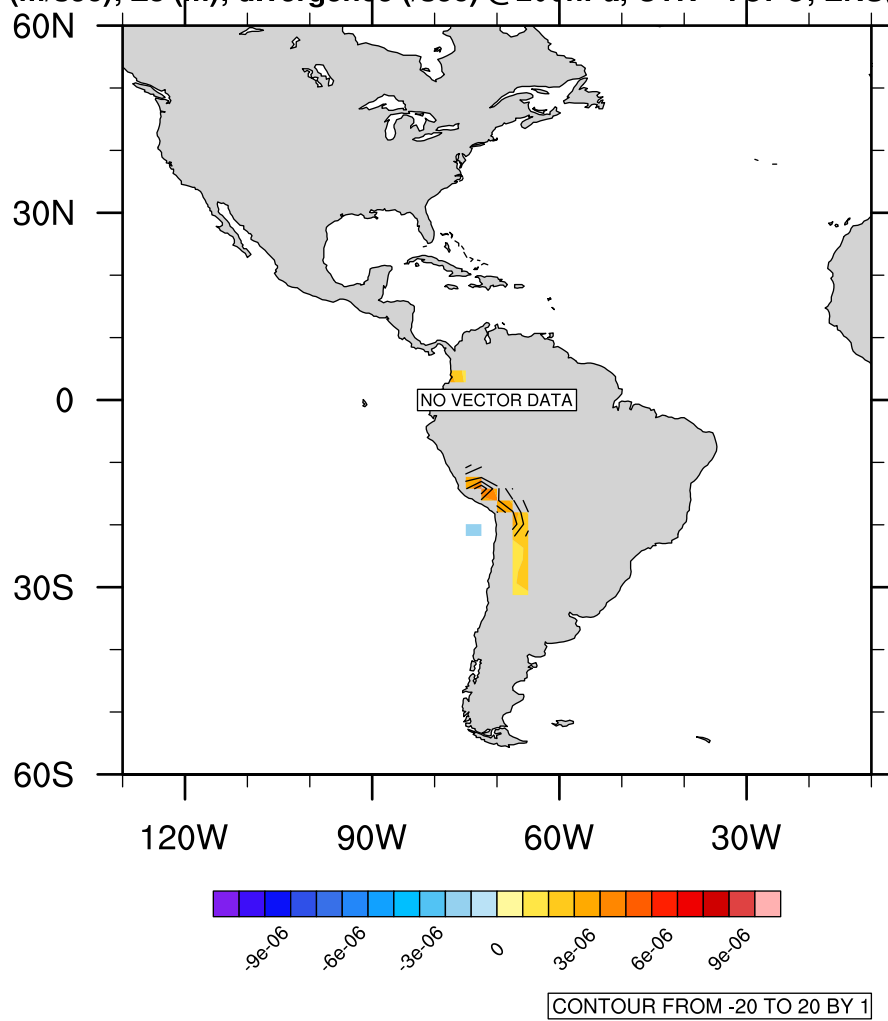 60N
30N
0
NO VECTOR DATA
30S
60S
120W 90W 60W 30W
-9e-06 -6e-06 -3e-06 0 3e-06 6e-06 9e-06
CONTOUR FROM -20 TO 20 BY 1